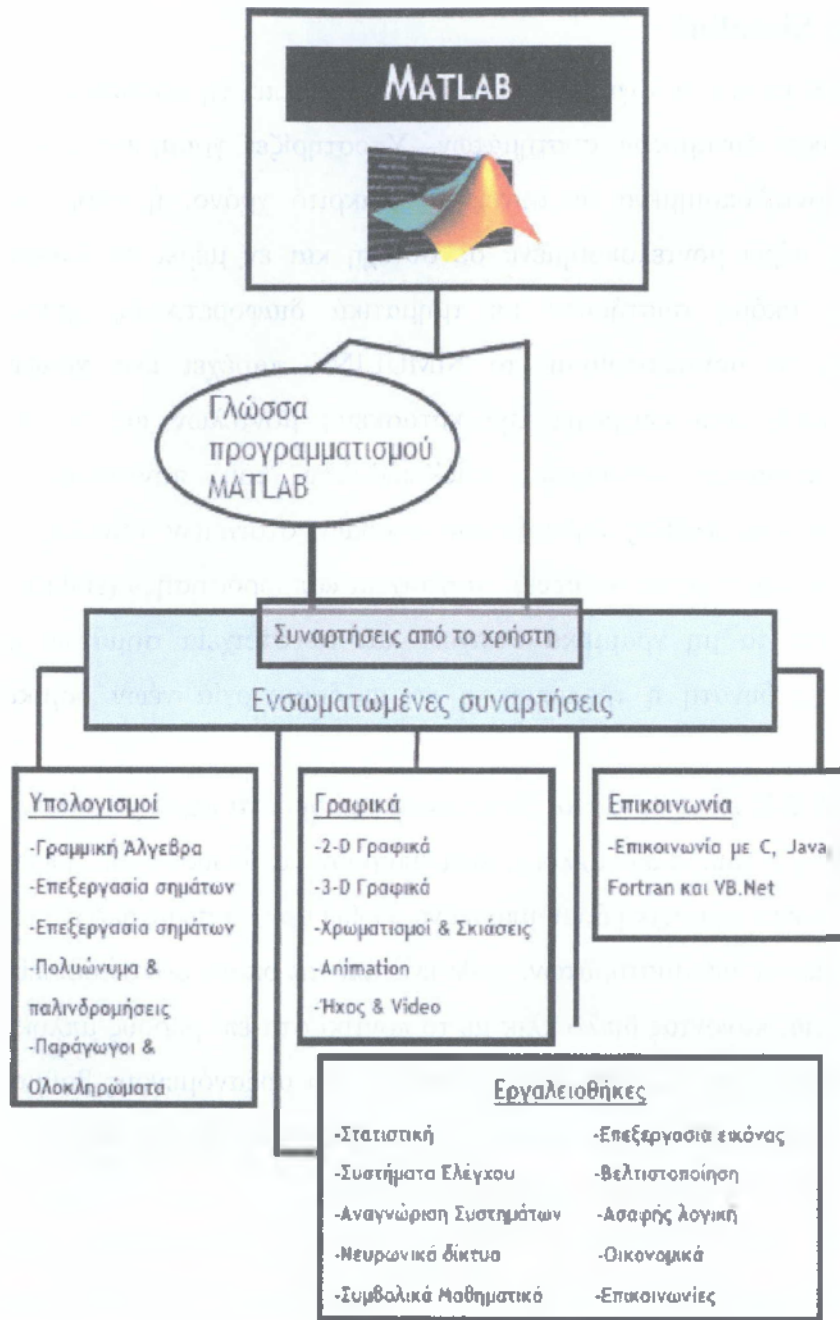 MATLAB
Γλώσσα
προγραμματισμού
MATLAB
Συναρτήσεις από το χρήστη
Ενσωματωμένες συναρτήσεις
Υπολογισμοί
-Γραμμική Άλγεβρα
-Επεξεργασία σημάτων
-Επεξεργασία σημάτων
-Πολυώνυμα &
παλινδρομήσεις
-Παράγωγοι &
Ολοκληρώματα
Γραφικά
-2-D Γραφικά
-3-D Γραφικά
-Χρωματισμοί & Σκιάσεις
-Animation
-Ήχος & Video
Επικοινωνία
-Επικοινωνία με C, Java,
Fortran και VB.Net
Εργαλειοθήκες
-Στατιστική
-Συστήματα Ελέγχου
-Αναγνώριση Συστημάτων
-Νευρωνικά δίκτυα
-Συμβολικά Μαθηματικά
-Επεξεργασια εικόνας
-Βελτιστοποίηση
-Ασαφής λογική
-Οικονομικά
-Επικοινωνίες